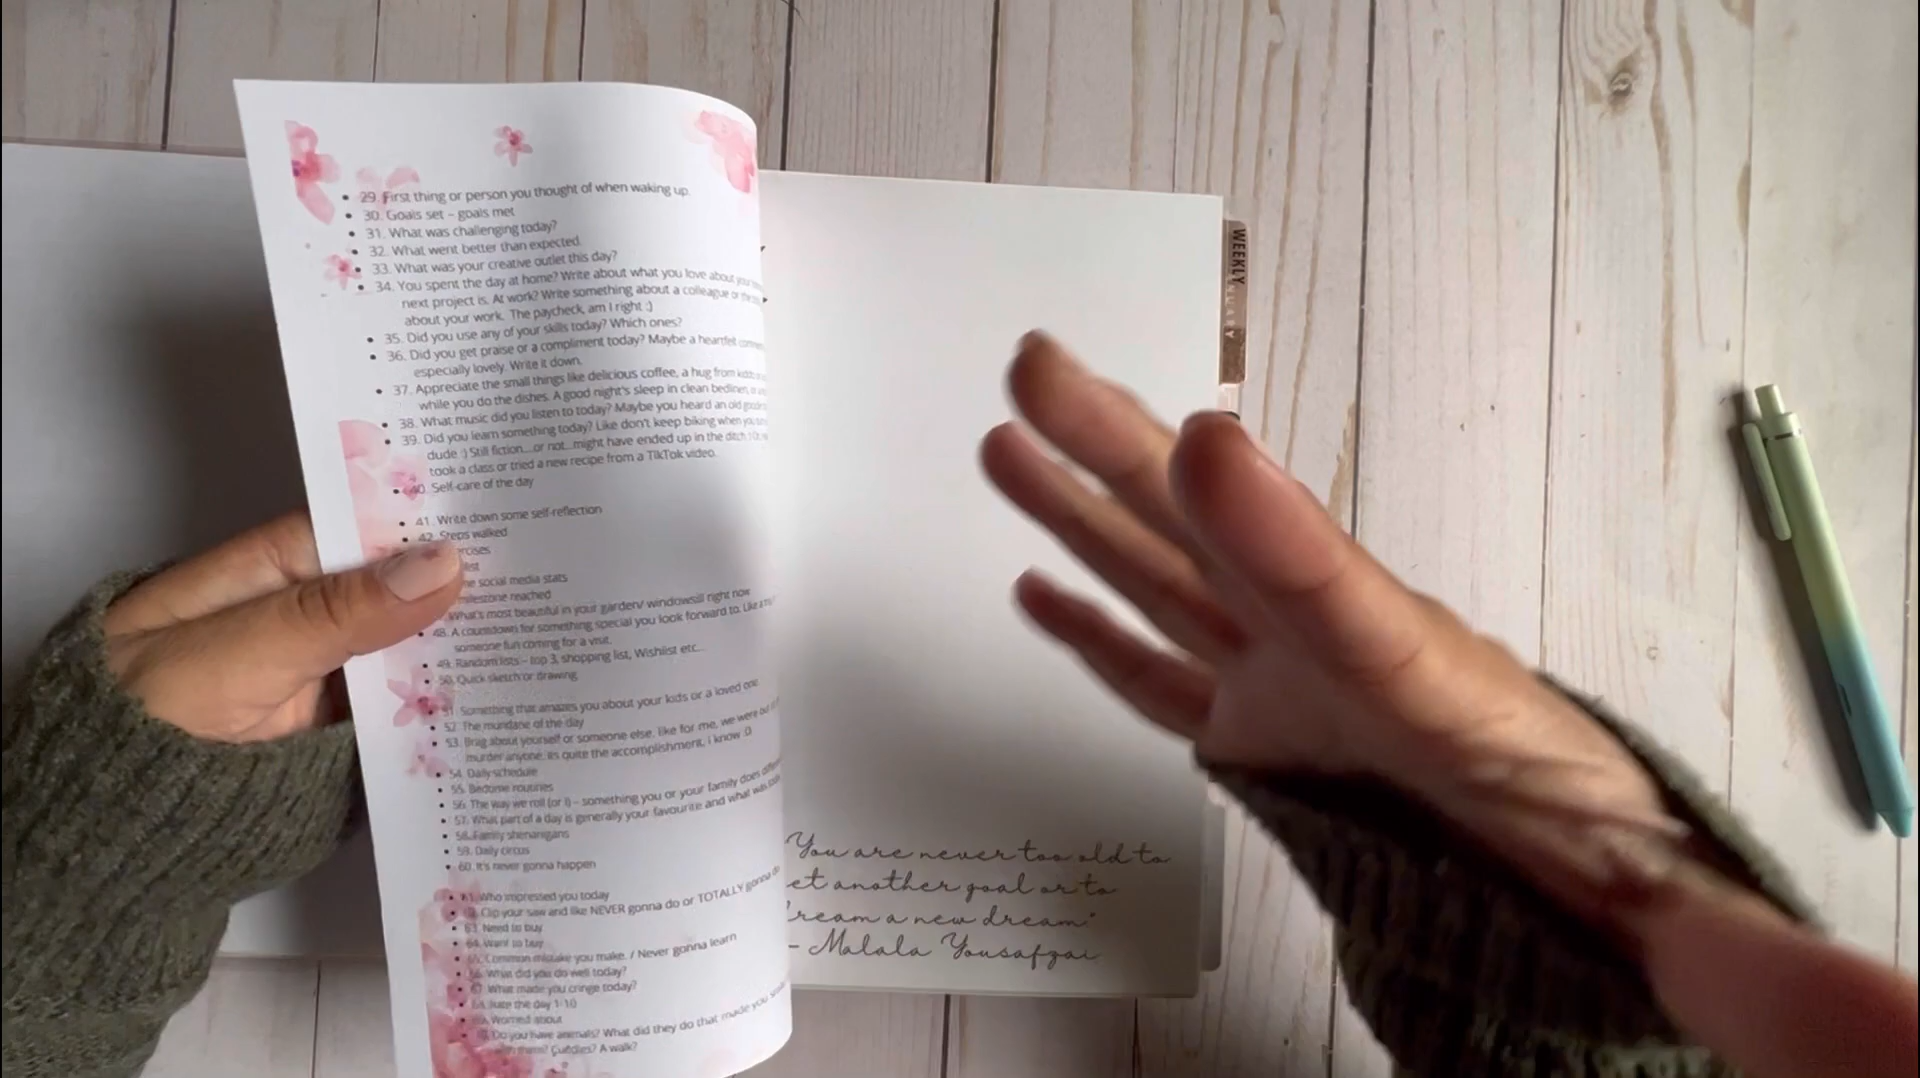 29. First thing or person you thought of when waking up.
30. Goals set – goals met
31. What was challenging today?
32. What went better than expected.
33. What was your creative outlet this day?
34. You spent the day at home? Write about what you love about
next project is. At work? Write something about a colleague or
about your work. The paycheck, am I right :)
35. Did you use any of your skills today? Which ones?
36. Did you get praise or a compliment today? Maybe a heartfelt
especially lovely. Write it down.
37. Appreciate the small things like delicious coffee, a hug from
while you do the dishes. A good night's sleep in clean bedlinen,
38. What music did you listen to today? Maybe you heard an old
39. Did you learn something today? Like don't keep biking when
dude :) Still fiction....or not...might have ended up in the ditch
took a class or tried a new recipe from a TikTok video.
40. Self-care of the day
41. Write down some self-reflection
42. Steps walked
list
social media stats
milestone reached
What's most beautiful in your garden/ windowsill right now
48. A countdown for something special you look forward to. Like a
someone fun coming for a visit.
49. Random lists – top 3, shopping list, Wishlist etc...
50. Quick sketch or drawing
51. Something that amazes you about your kids or a loved one
52. The mundane of the day
53. Brag about yourself or someone else. like for me, we were
murder anyone. its quite the accomplishment, i know :D
54. Daily schedule
55. Bedtime routines
56. The way we roll (or I) – something you or your family does
57. What part of a day is generally your favourite and what was
58. Family shenanigans
59. Daily circus
60. It's never gonna happen
61. Who impressed you today
62. Clip your saw and like NEVER gonna do or TOTALLY gonna
63. Need to buy
64. Want to buy
65. Common mistake you make. / Never gonna learn
66. What did you do well today?
67. What made you cringe today?
68. Rate the day 1-10
69. Worried about
Do you have animals? What did they do that made you
Cuddles? A walk?
WEEKLY
You are never too old to
et another goal or to
ream a new dream"
- Malala Yousafzai